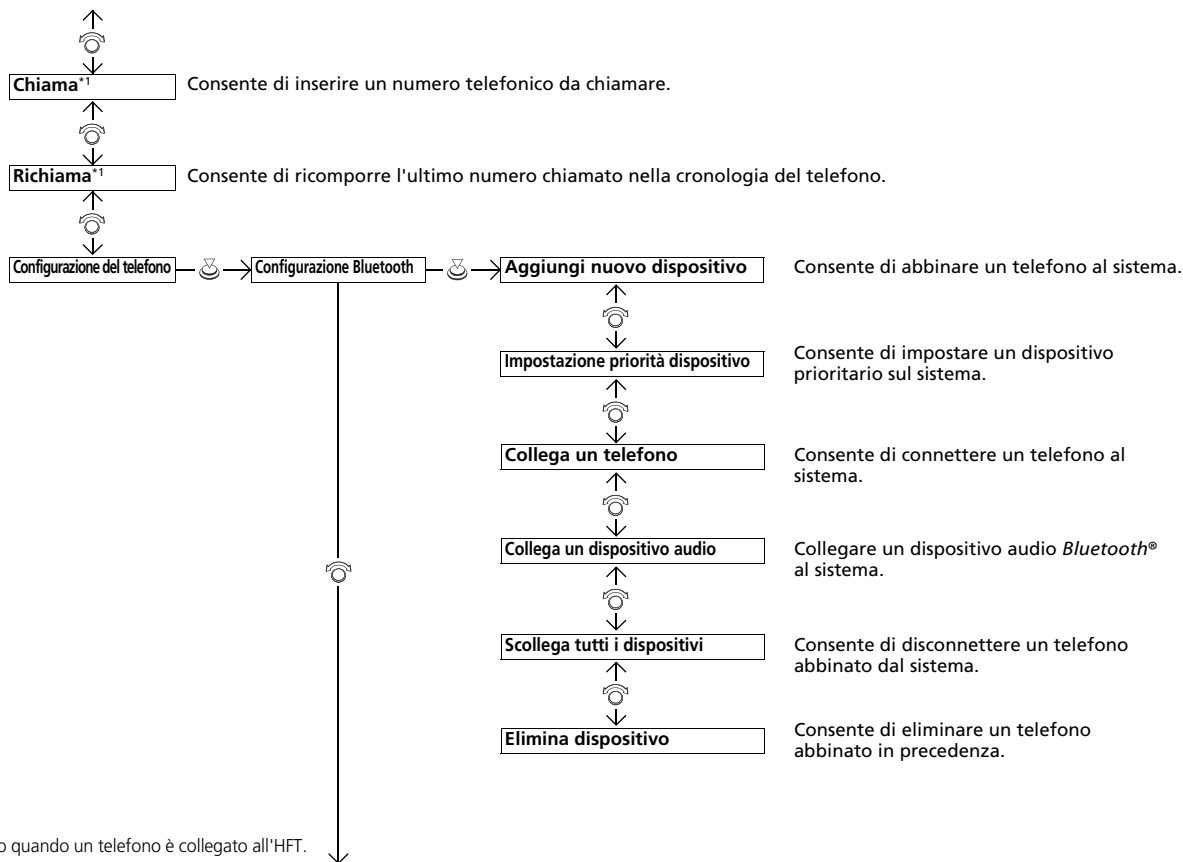 Chiama*1 Consente di inserire un numero telefonico da chiamare.
Richiama*1 Consente di ricomporre l'ultimo numero chiamato nella cronologia del telefono.
Configurazione del telefono Configurazione Bluetooth Aggiungi nuovo dispositivo Consente di abbinare un telefono al sistema.
Impostazione priorità dispositivo Consente di impostare un dispositivo
prioritario sul sistema.
Collega un telefono Consente di connettere un telefono al
sistema.
Collega un dispositivo audio Collegare un dispositivo audio Bluetooth®
al sistema.
Scollega tutti i dispositivi Consente di disconnettere un telefono
abbinato dal sistema.
Elimina dispositivo Consente di eliminare un telefono
abbinato in precedenza.
quando un telefono è collegato all'HFT.